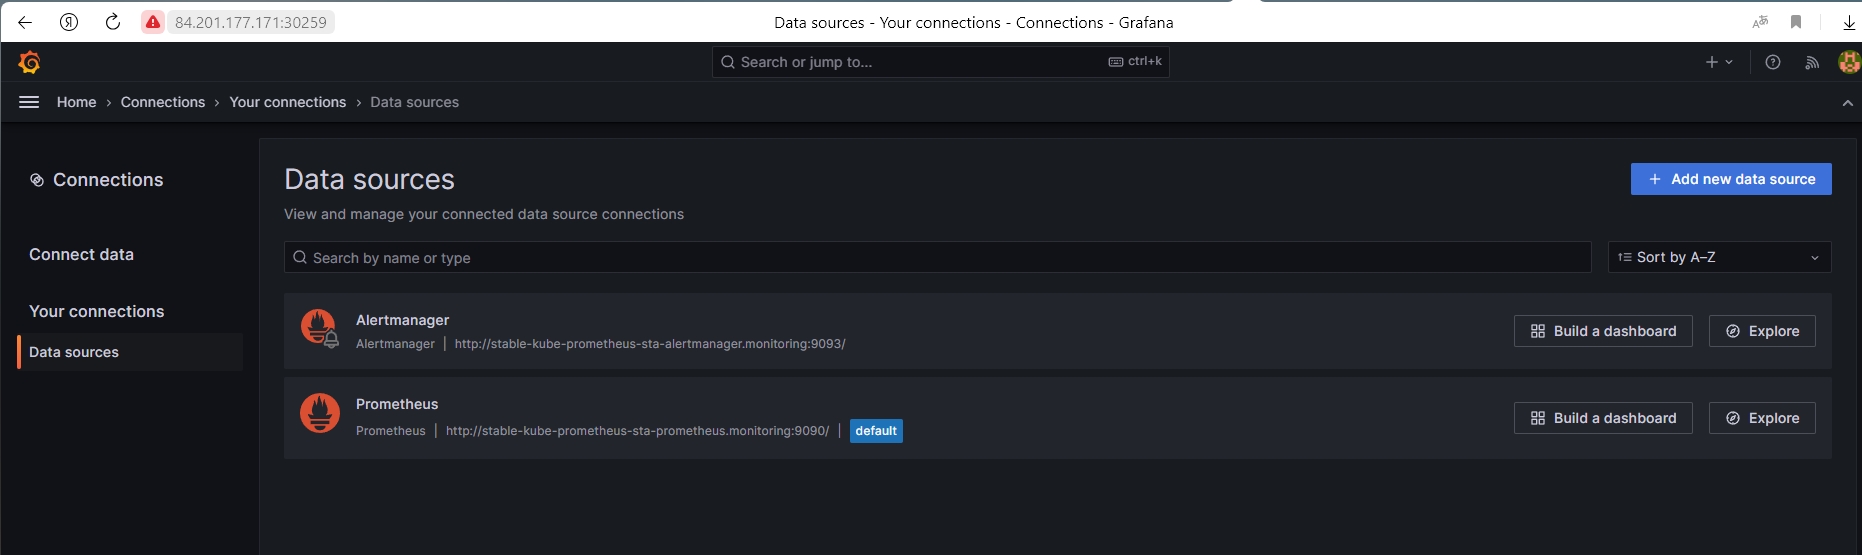 Я 84.201.177.171:30259 Data sources - Your connections - Connections - Grafana
Search or jump to... ctrl+k
Home › Connections › Your connections › Data sources
Connections
Data sources
Add new data source
View and manage your connected data source connections
Connect data
Search by name or type
Sort by A–Z
Your connections
Data sources
Alertmanager
Alertmanager | http://stable-kube-prometheus-sta-alertmanager.monitoring:9093/
Build a dashboard
Explore
Prometheus
Prometheus | http://stable-kube-prometheus-sta-prometheus.monitoring:9090/ | default
Build a dashboard
Explore